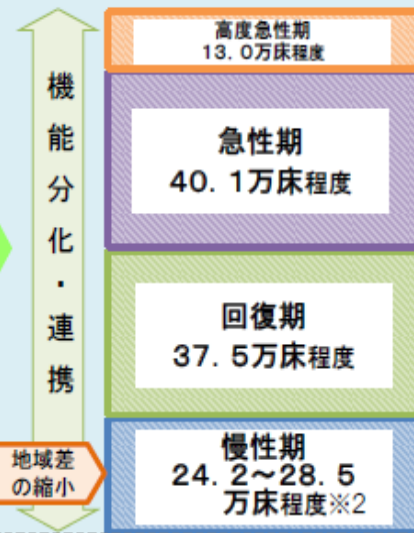 機能分化・連携
地域差
の縮小
高度急性期
13.0万床程度
急性期
40.1万床程度
回復期
37.5万床程度
慢性期
24.2～28.5
万床程度※2